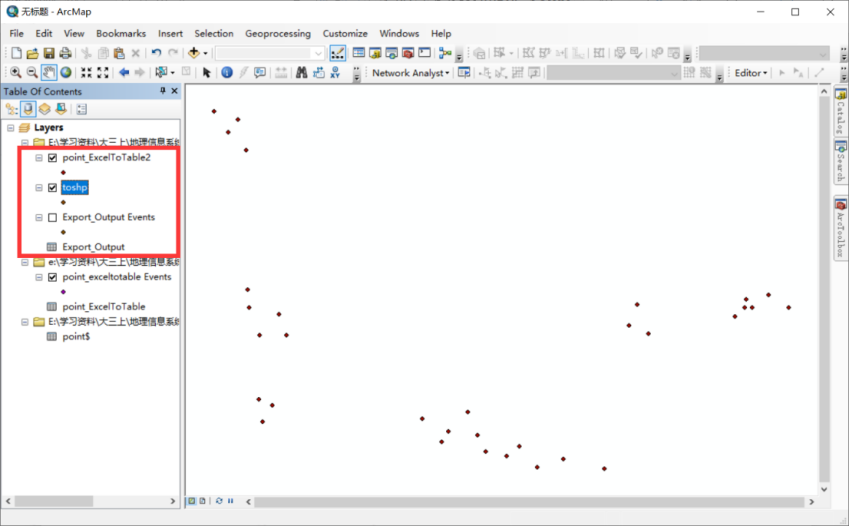 无标题 - ArcMap
File Edit View Bookmarks Insert Selection Geoprocessing Customize Windows Help
Network Analyst
Editor
Table Of Contents
Layers
E:\学习资料\大三上\地理信息系统
point_ExcelToTable2
toshp
Export_Output Events
Export_Output
e:\学习资料\大三上\地理信息系统
point_exceltotable Events
point_ExcelToTable
E:\学习资料\大三上\地理信息系统
point$
Catalog
Search
ArcToolbox